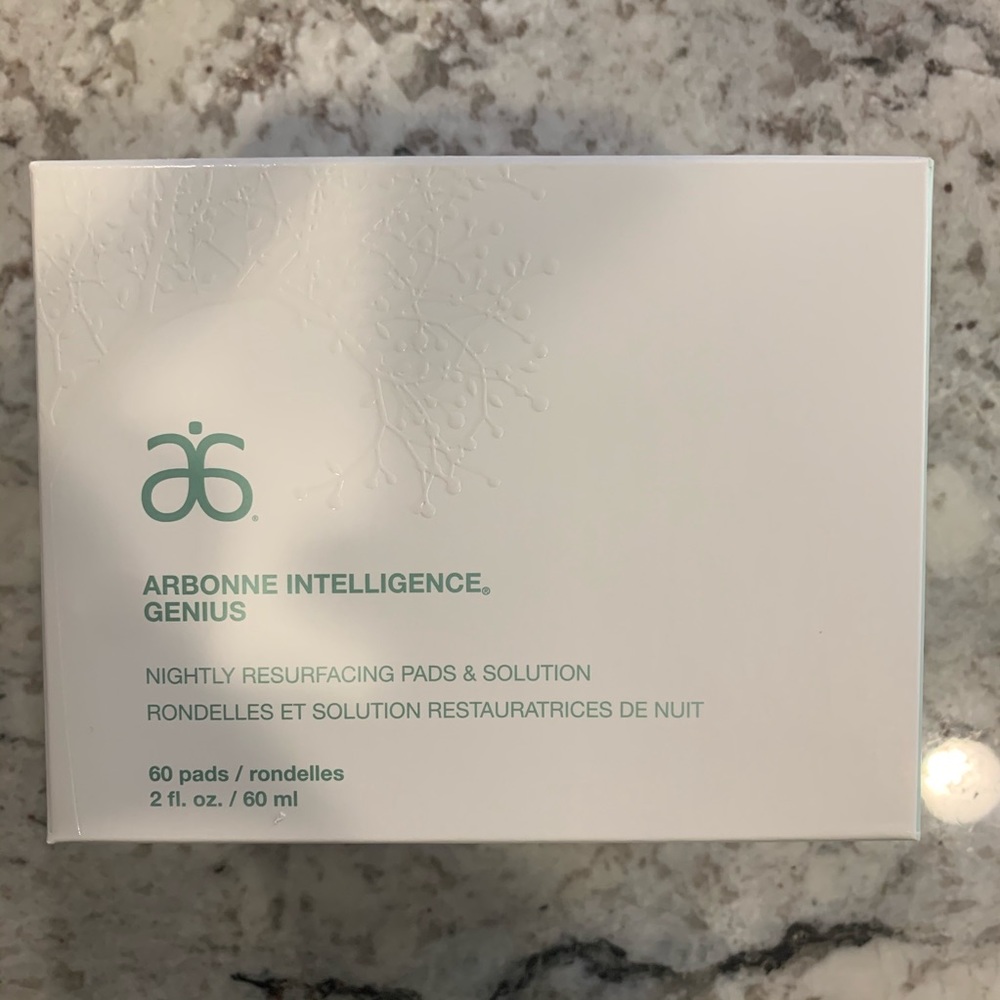 ARBONNE INTELLIGENCE®
GENIUS
NIGHTLY RESURFACING PADS & SOLUTION
RONDELLES ET SOLUTION RESTAURATRICES DE NUIT
60 pads / rondelles
2 fl. oz. / 60 ml